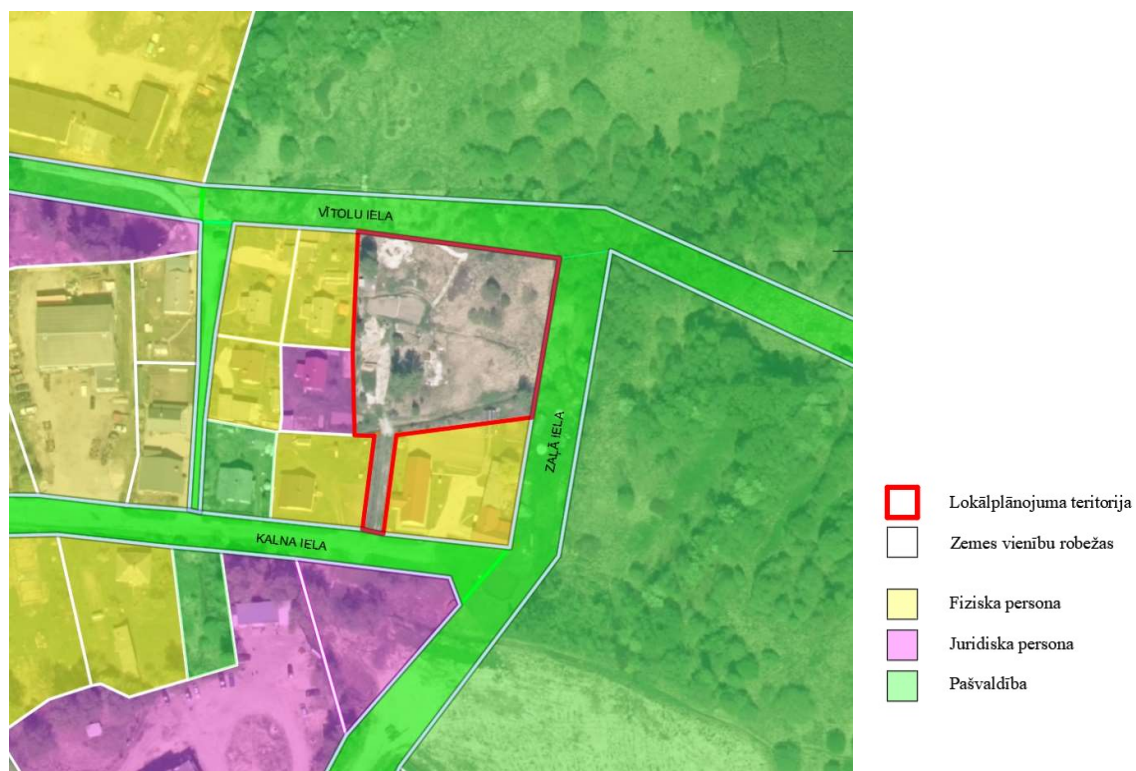 VĪTOLU IELA
ZAĻĀ IELA
KALNA IELA
Lokālplānojuma teritorija
Zemes vienību robežas
Fiziska persona
Juridiska persona
Pašvaldība